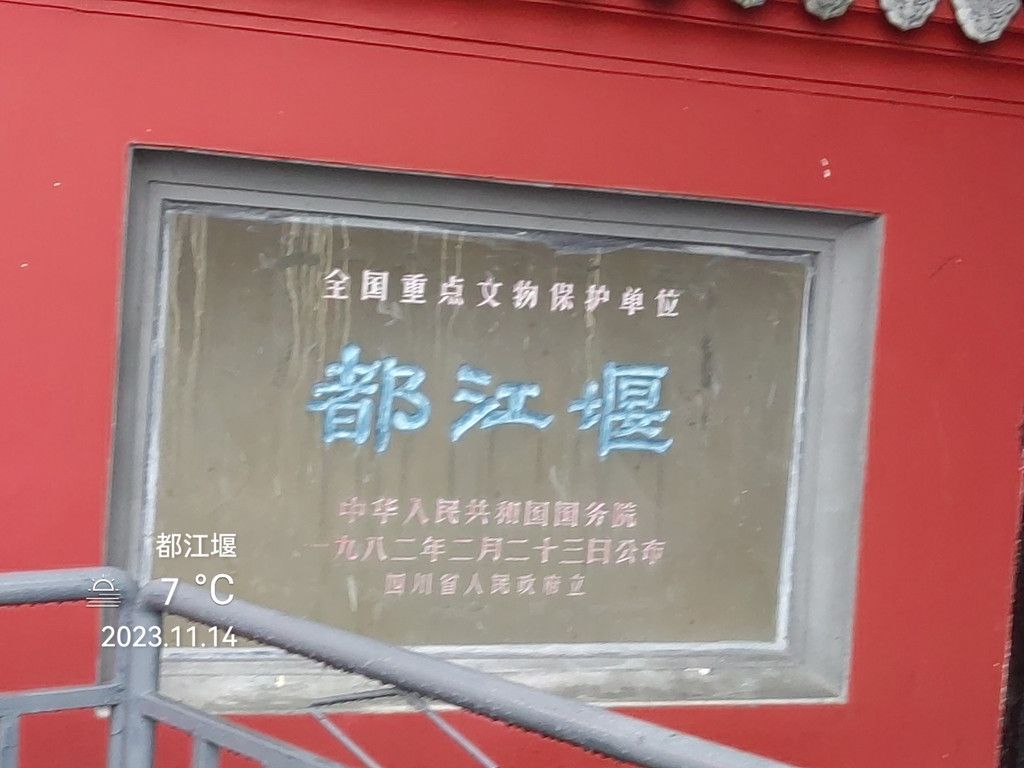 全国重点文物保护单位
都江堰
中华人民共和国国务院
一九八二年二月二十三日公布
四川省人民政府立
都江堰
7 °C
2023.11.14